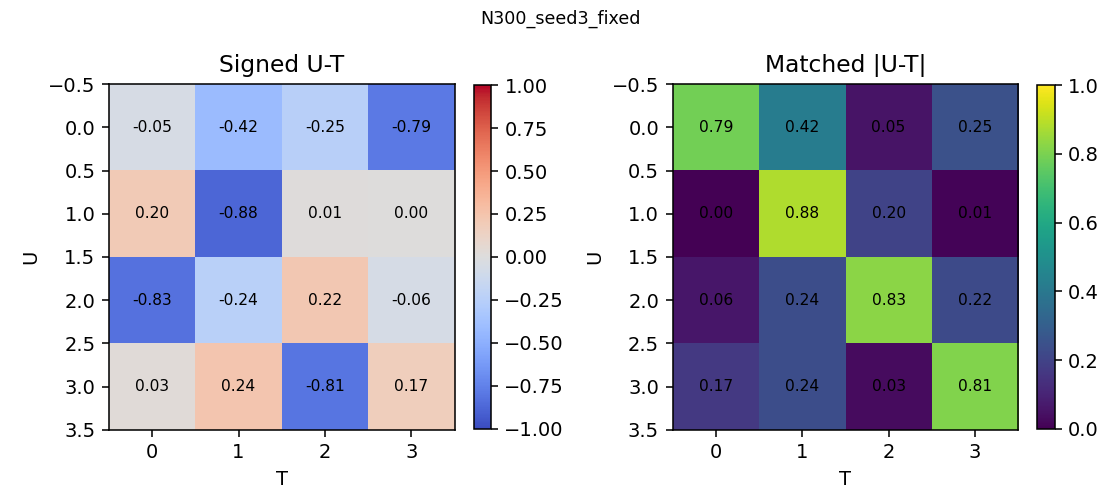 N300_seed3_fixed
Signed U-T
−0.5
0.0
0.5
1.0
1.5
2.0
2.5
3.0
3.5
U
-0.05 -0.42 -0.25 -0.79
0.20 -0.88 0.01 0.00
-0.83 -0.24 0.22 -0.06
0.03 0.24 -0.81 0.17
0 1 2 3
T
1.00
0.75
0.50
0.25
0.00
−0.25
−0.50
−0.75
−1.00
Matched |U-T|
−0.5
0.0
0.5
1.0
1.5
2.0
2.5
3.0
3.5
U
0.79 0.42 0.05 0.25
0.00 0.88 0.20 0.01
0.06 0.24 0.83 0.22
0.17 0.24 0.03 0.81
0 1 2 3
T
1.0
0.8
0.6
0.4
0.2
0.0